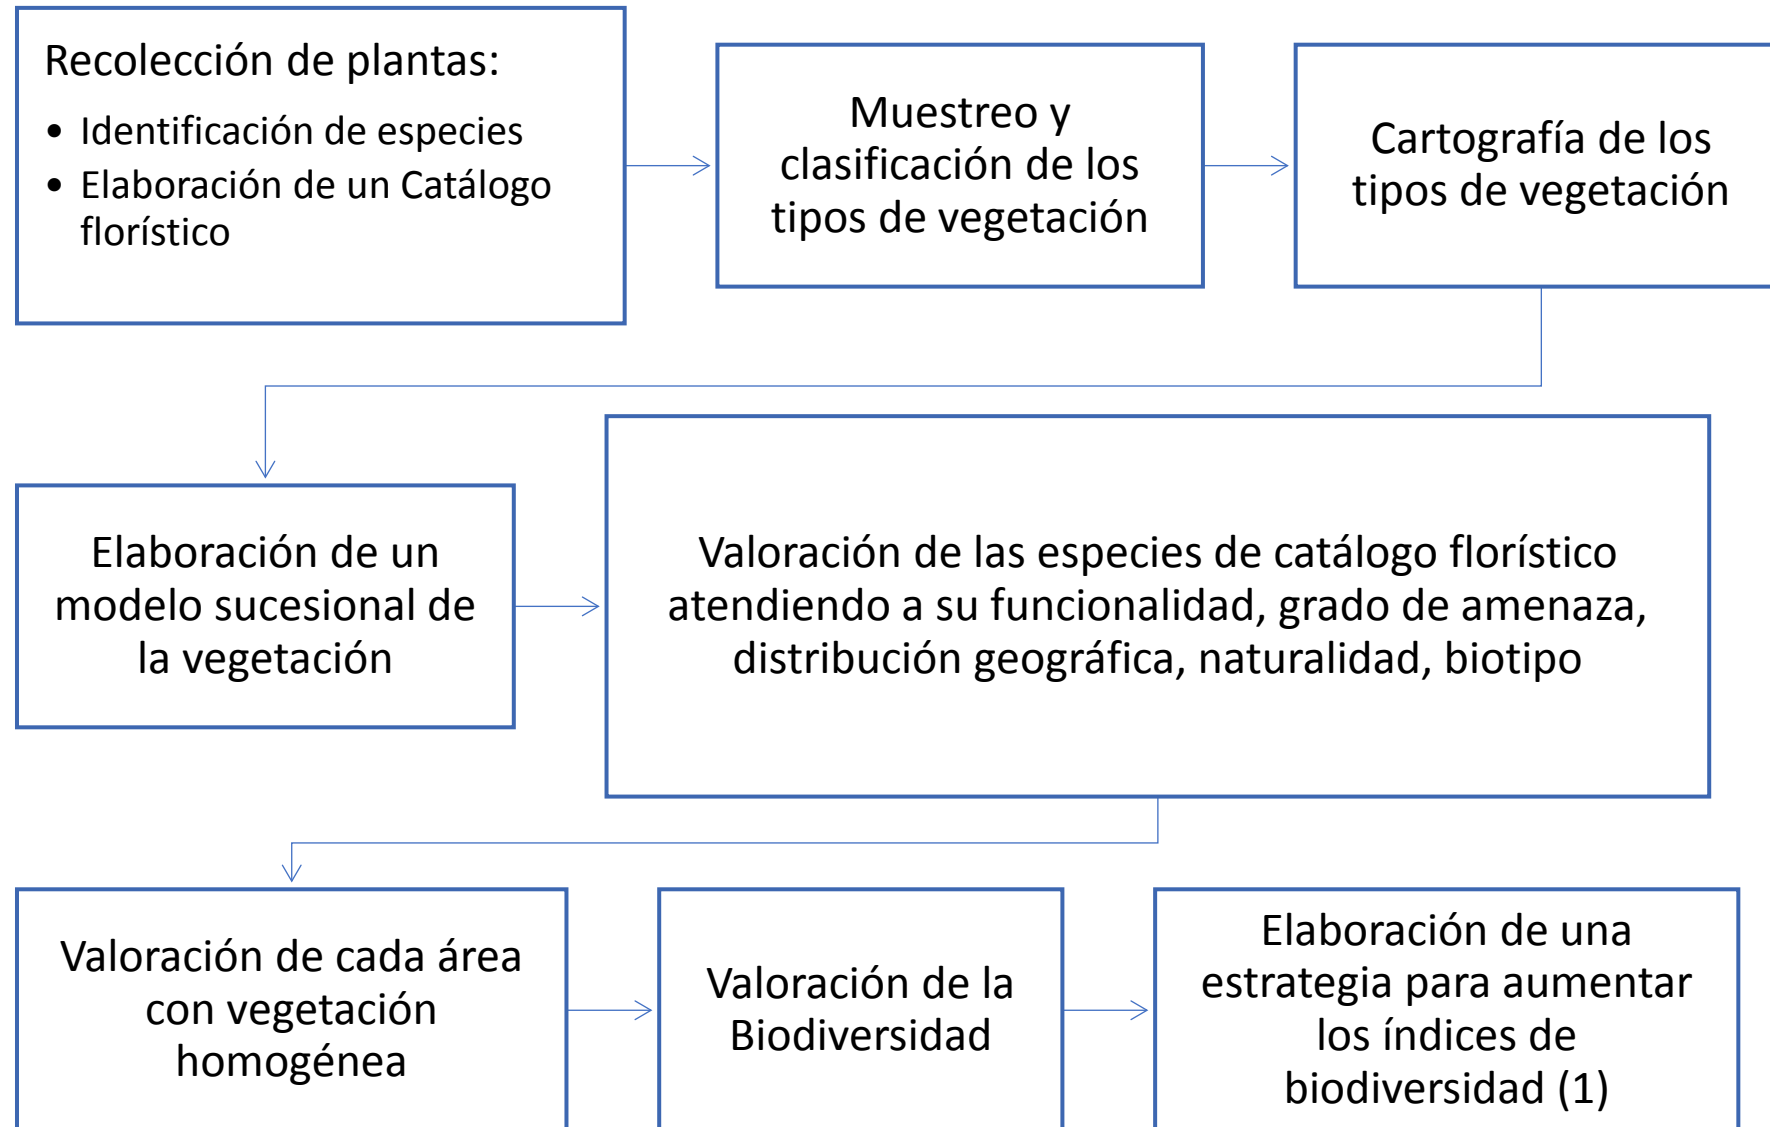 Recolección de plantas:
• Identificación de especies
• Elaboración de un Catálogo
florístico
Muestreo y
clasificación de los
tipos de vegetación
Cartografía de los
tipos de vegetación
Elaboración de un
modelo sucesional de
la vegetación
Valoración de las especies de catálogo florístico
atendiendo a su funcionalidad, grado de amenaza,
distribución geográfica, naturalidad, biotipo
Valoración de cada área
con vegetación
homogénea
Valoración de la
Biodiversidad
Elaboración de una
estrategia para aumentar
los índices de
biodiversidad (1)